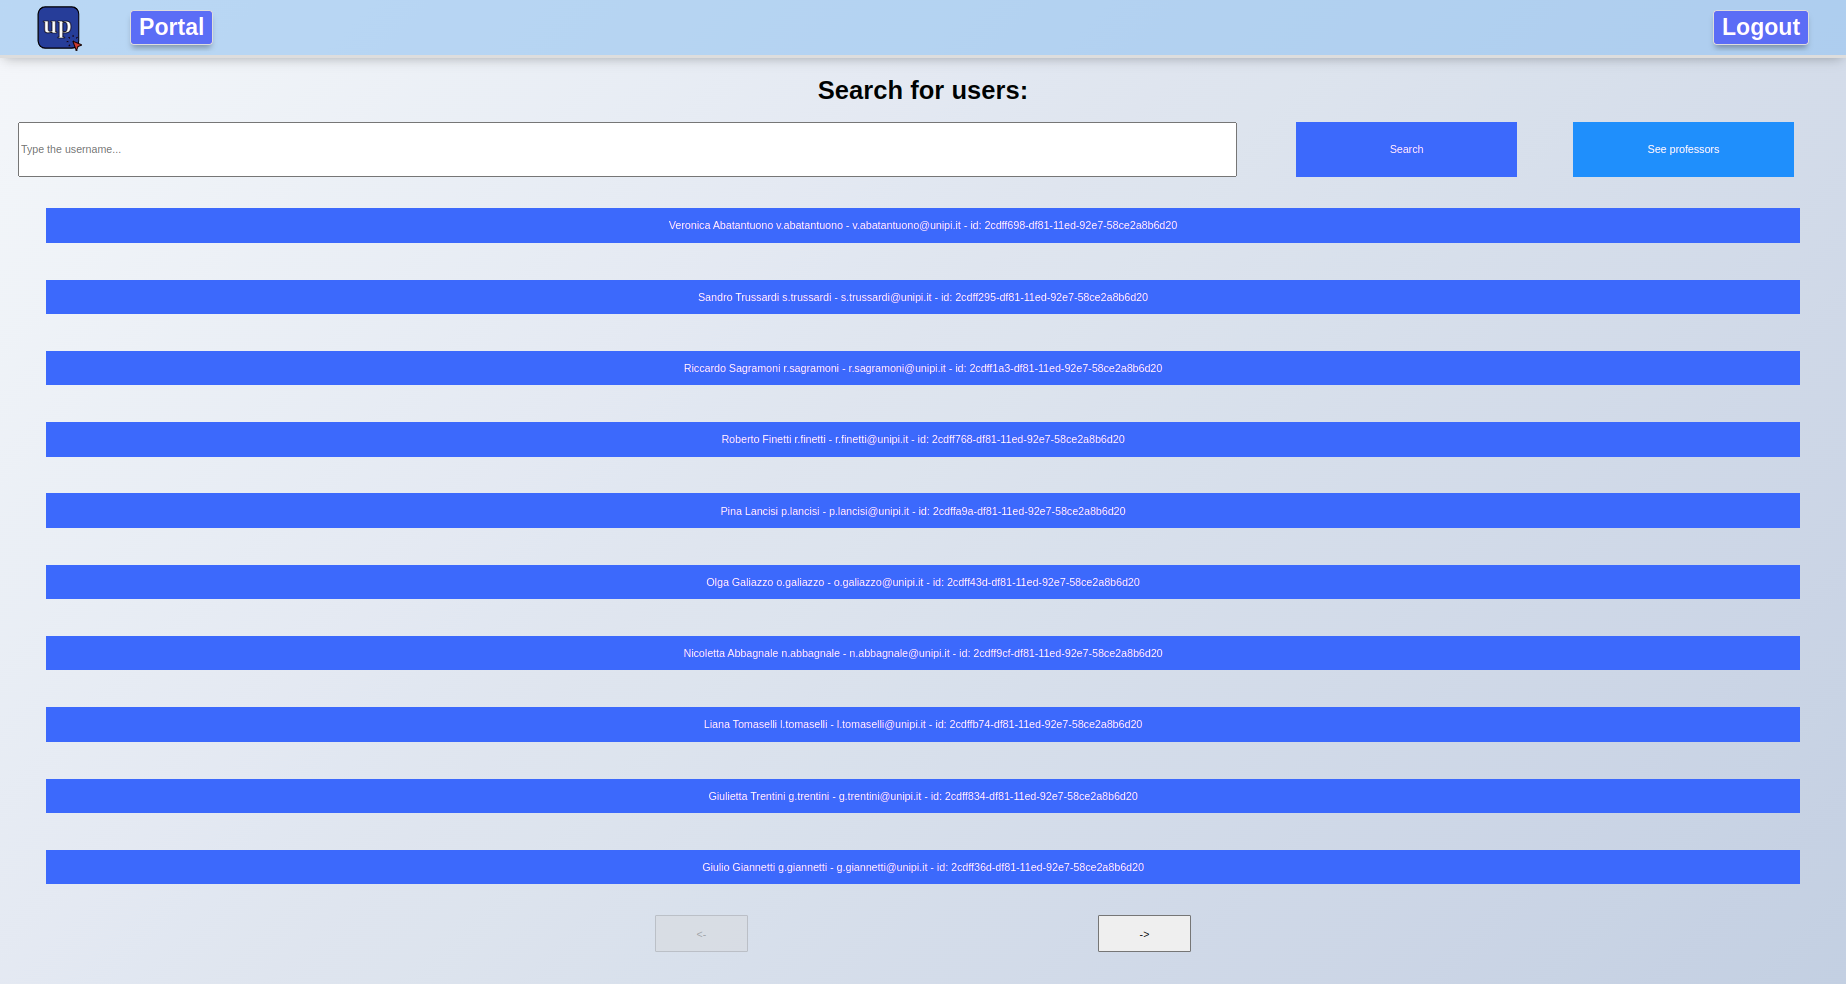 up
Portal
Logout
Search for users:
Type the username...
Search
See professors
Veronica Abatantuono v.abatantuono - v.abatantuono@unipi.it - id: 2cdff698-df81-11ed-92e7-58ce2a8b6d20
Sandro Trussardi s.trussardi - s.trussardi@unipi.it - id: 2cdff295-df81-11ed-92e7-58ce2a8b6d20
Riccardo Sagramoni r.sagramoni - r.sagramoni@unipi.it - id: 2cdff1a3-df81-11ed-92e7-58ce2a8b6d20
Roberto Finetti r.finetti - r.finetti@unipi.it - id: 2cdff768-df81-11ed-92e7-58ce2a8b6d20
Pina Lancisi p.lancisi - p.lancisi@unipi.it - id: 2cdffa9a-df81-11ed-92e7-58ce2a8b6d20
Olga Galiazzo o.galiazzo - o.galiazzo@unipi.it - id: 2cdff43d-df81-11ed-92e7-58ce2a8b6d20
Nicoletta Abbagnale n.abbagnale - n.abbagnale@unipi.it - id: 2cdff9cf-df81-11ed-92e7-58ce2a8b6d20
Liana Tomaselli l.tomaselli - l.tomaselli@unipi.it - id: 2cdffb74-df81-11ed-92e7-58ce2a8b6d20
Giulietta Trentini g.trentini - g.trentini@unipi.it - id: 2cdff834-df81-11ed-92e7-58ce2a8b6d20
Giulio Giannetti g.giannetti - g.giannetti@unipi.it - id: 2cdff36d-df81-11ed-92e7-58ce2a8b6d20
<-
->